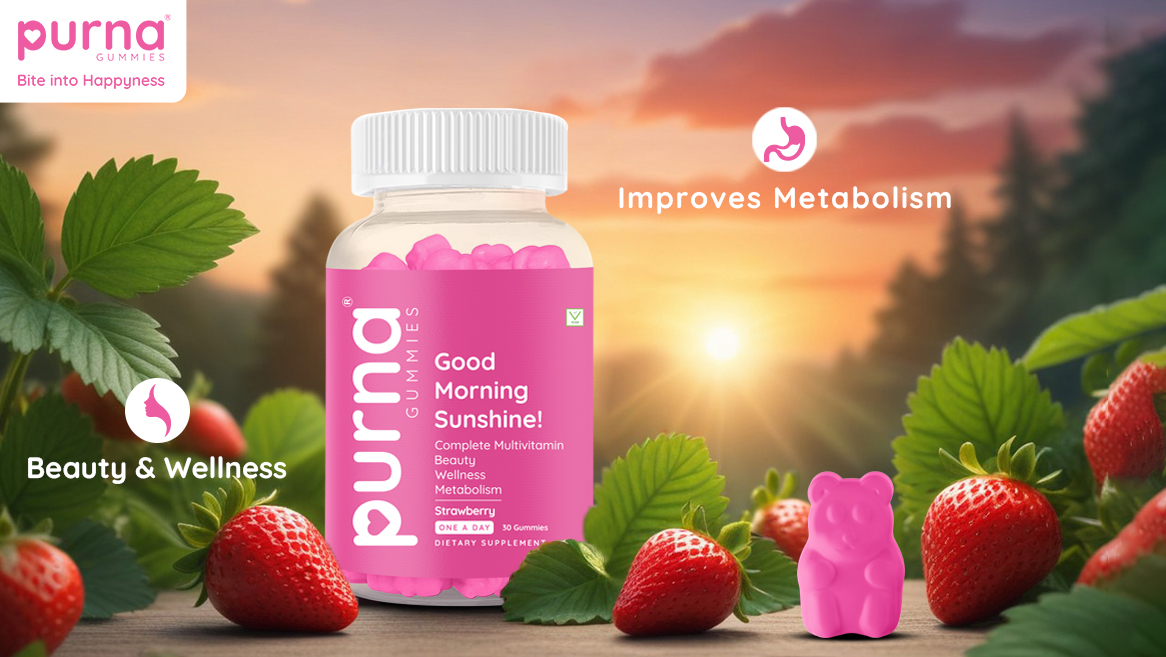 purna®
GUMMIES
Bite into Happyness
Improves Metabolism
Beauty & Wellness
purna®
GUMMIES
Good
Morning
Sunshine!
Complete Multivitamin
Beauty
Wellness
Metabolism
Strawberry
ONE A DAY 30 Gummies
DIETARY SUPPLEMENT